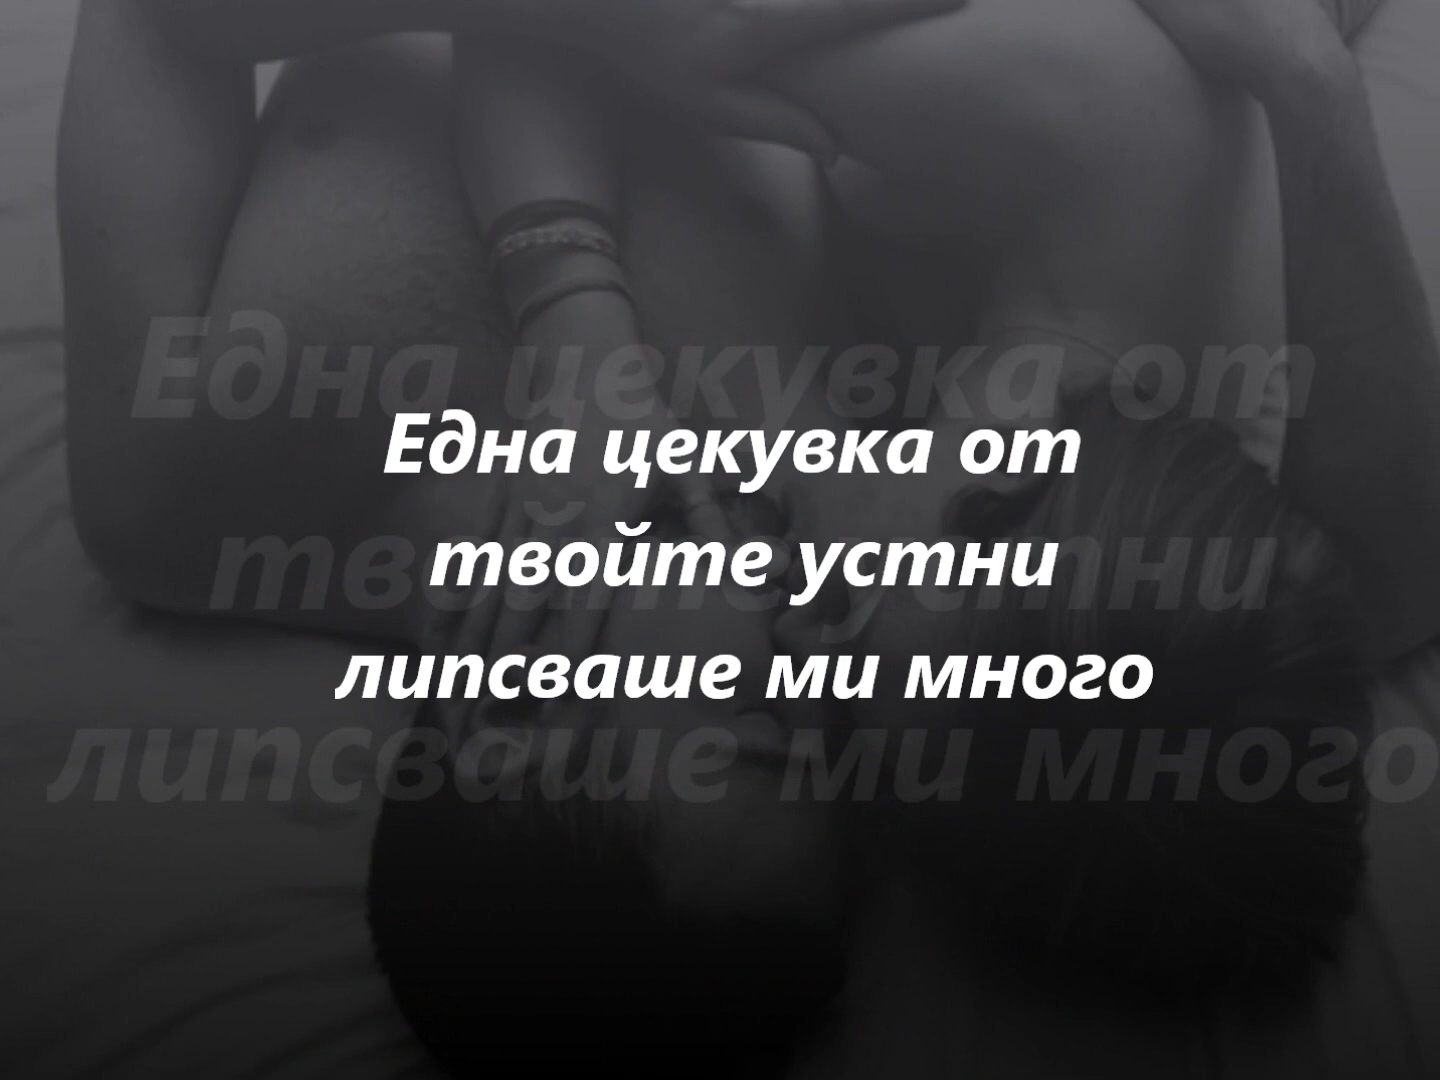 Една цекувка от
твойте устни
липсваше ми много